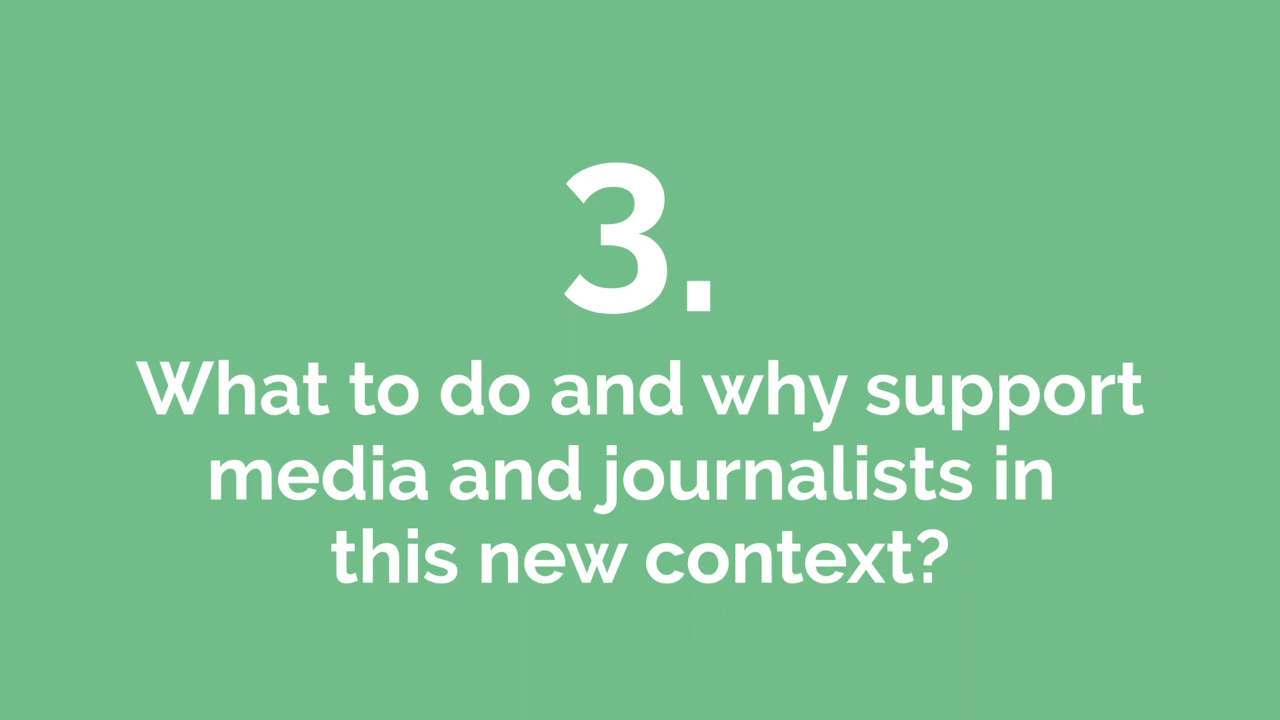 3.
What to do and why support
media and journalists in
this new context?